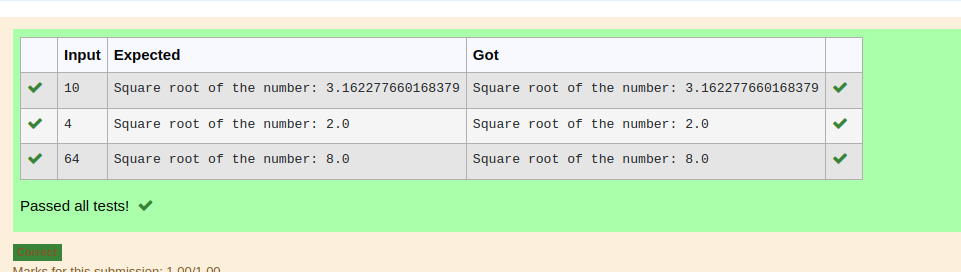 Input Expected Got
10 Square root of the number: 3.162277660168379 Square root of the number: 3.162277660168379
4 Square root of the number: 2.0 Square root of the number: 2.0
64 Square root of the number: 8.0 Square root of the number: 8.0
Passed all tests!
Correct
Marks for this submission: 1.00/1.00